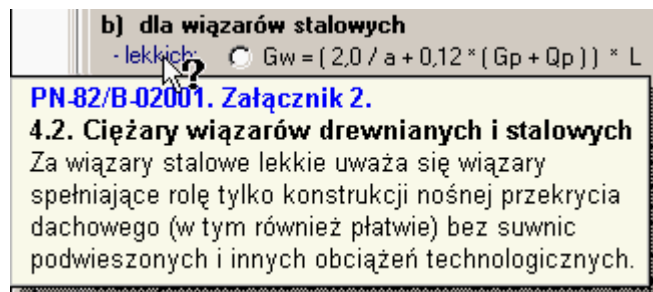 b) dla wiązarów stalowych
- lekkich: Gw = ( 2,0 / a + 0,12 * ( Gp + Qp ) ) * L
PN-82/B-02001. Załącznik 2.
4.2. Ciężary wiązarów drewnianych i stalowych
Za wiązary stalowe lekkie uważa się wiązary
spełniające rolę tylko konstrukcji nośnej przekrycia
dachowego (w tym również płatwie) bez suwnic
podwieszonych i innych obciążeń technologicznych.